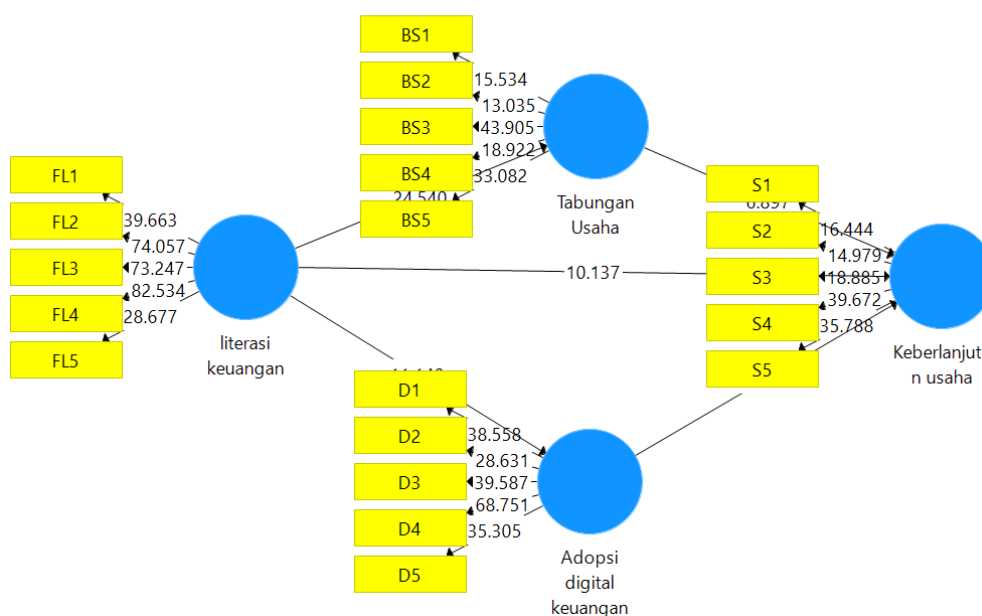 BS1
BS2
BS3
BS4
BS5
15.534
13.035
43.905
18.922
33.082
24.540
Tabungan
Usaha
FL1
FL2
FL3
FL4
FL5
39.663
74.057
73.247
82.534
28.677
literasi
keuangan
10.137
S1
S2
S3
S4
S5
6.897
16.444
14.979
18.885
39.672
35.788
Keberlanjut
n usaha
D1
D2
D3
D4
D5
38.558
28.631
39.587
68.751
35.305
Adopsi
digital
keuangan